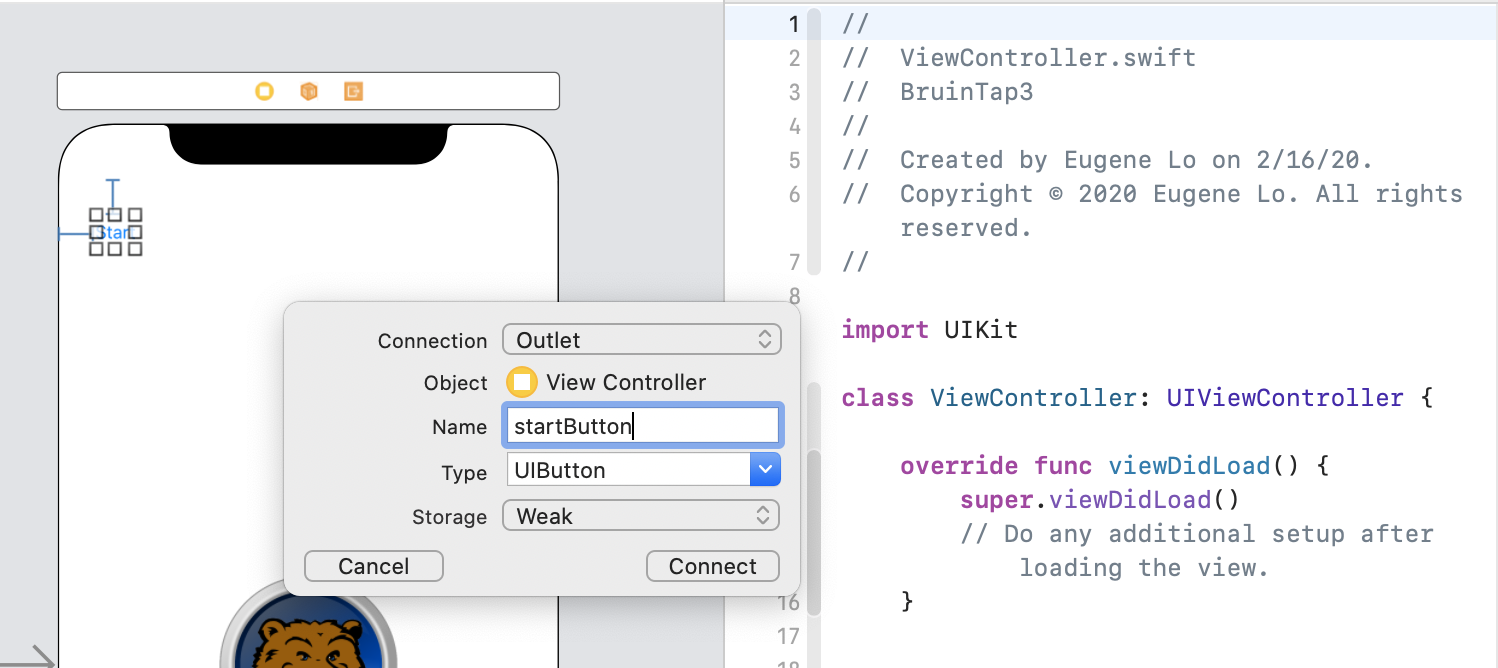 Start
Connection Outlet
Object View Controller
Name startButton
Type UIButton
Storage Weak
Cancel Connect
1 //
2 // ViewController.swift
3 // BruinTap3
4 //
5 // Created by Eugene Lo on 2/16/20.
6 // Copyright © 2020 Eugene Lo. All rights
reserved.
7 //
8
import UIKit
class ViewController: UIViewController {
override func viewDidLoad() {
super.viewDidLoad()
// Do any additional setup after
loading the view.
16 }
17
18